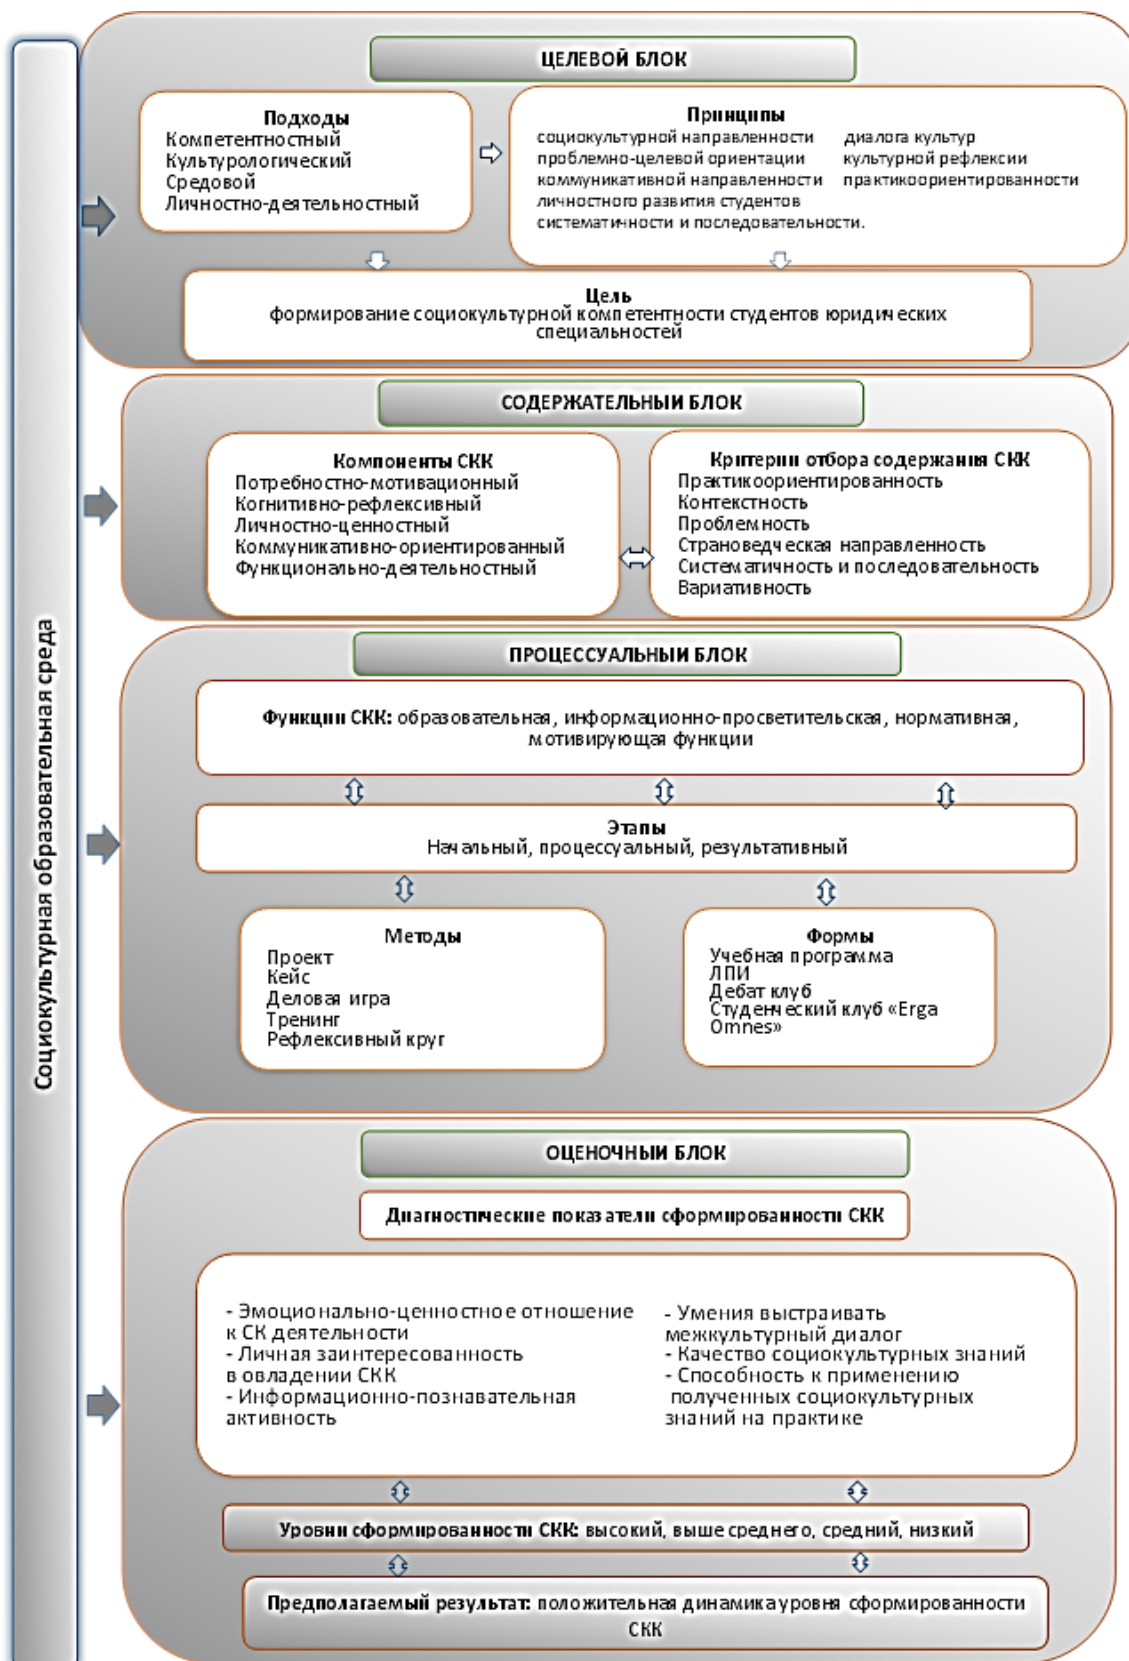 Социокультурная образовательная среда
ЦЕЛЕВОЙ БЛОК
Подходы
Компетентностный
Культурологический
Средовой
Личностно-деятельностный
Принципы
социокультурной направленности
проблемно-целевой ориентации
коммуникативной направленности
личностного развития студентов
систематичности и последовательности.
диалога культур
культурной рефлексии
практикоориентированности
Цель
формирование социокультурной компетентности студентов юридических
специальностей
СОДЕРЖАТЕЛЬНЫЙ БЛОК
Компоненты СКК
Потребностно-мотивационный
Когнитивно-рефлексивный
Личностно-ценностный
Коммуникативно-ориентированный
Функционально-деятельностный
Критерии отбора содержания СКК
Практикоориентированность
Контекстность
Проблемность
Страноведческая направленность
Систематичность и последовательность
Вариативность
ПРОЦЕССУАЛЬНЫЙ БЛОК
Функции СКК: образовательная, информационно-просветительская, нормативная,
мотивирующая функции
Этапы
Начальный, процессуальный, результативный
Методы
Проект
Кейс
Деловая игра
Тренинг
Рефлексивный круг
Формы
Учебная программа
ЛПИ
Дебат клуб
Студенческий клуб «Erga
Omnes»
ОЦЕНОЧНЫЙ БЛОК
Диагностические показатели сформированности СКК
- Эмоционально-ценностное отношение
к СК деятельности
- Личная заинтересованность
в овладении СКК
- Информационно-познавательная
активность
- Умения выстраивать
межкультурный диалог
- Качество социокультурных знаний
- Способность к применению
полученных социокультурных
знаний на практике
Уровни сформированности СКК: высокий, выше среднего, средний, низкий
Предполагаемый результат: положительная динамика уровня сформированности
СКК